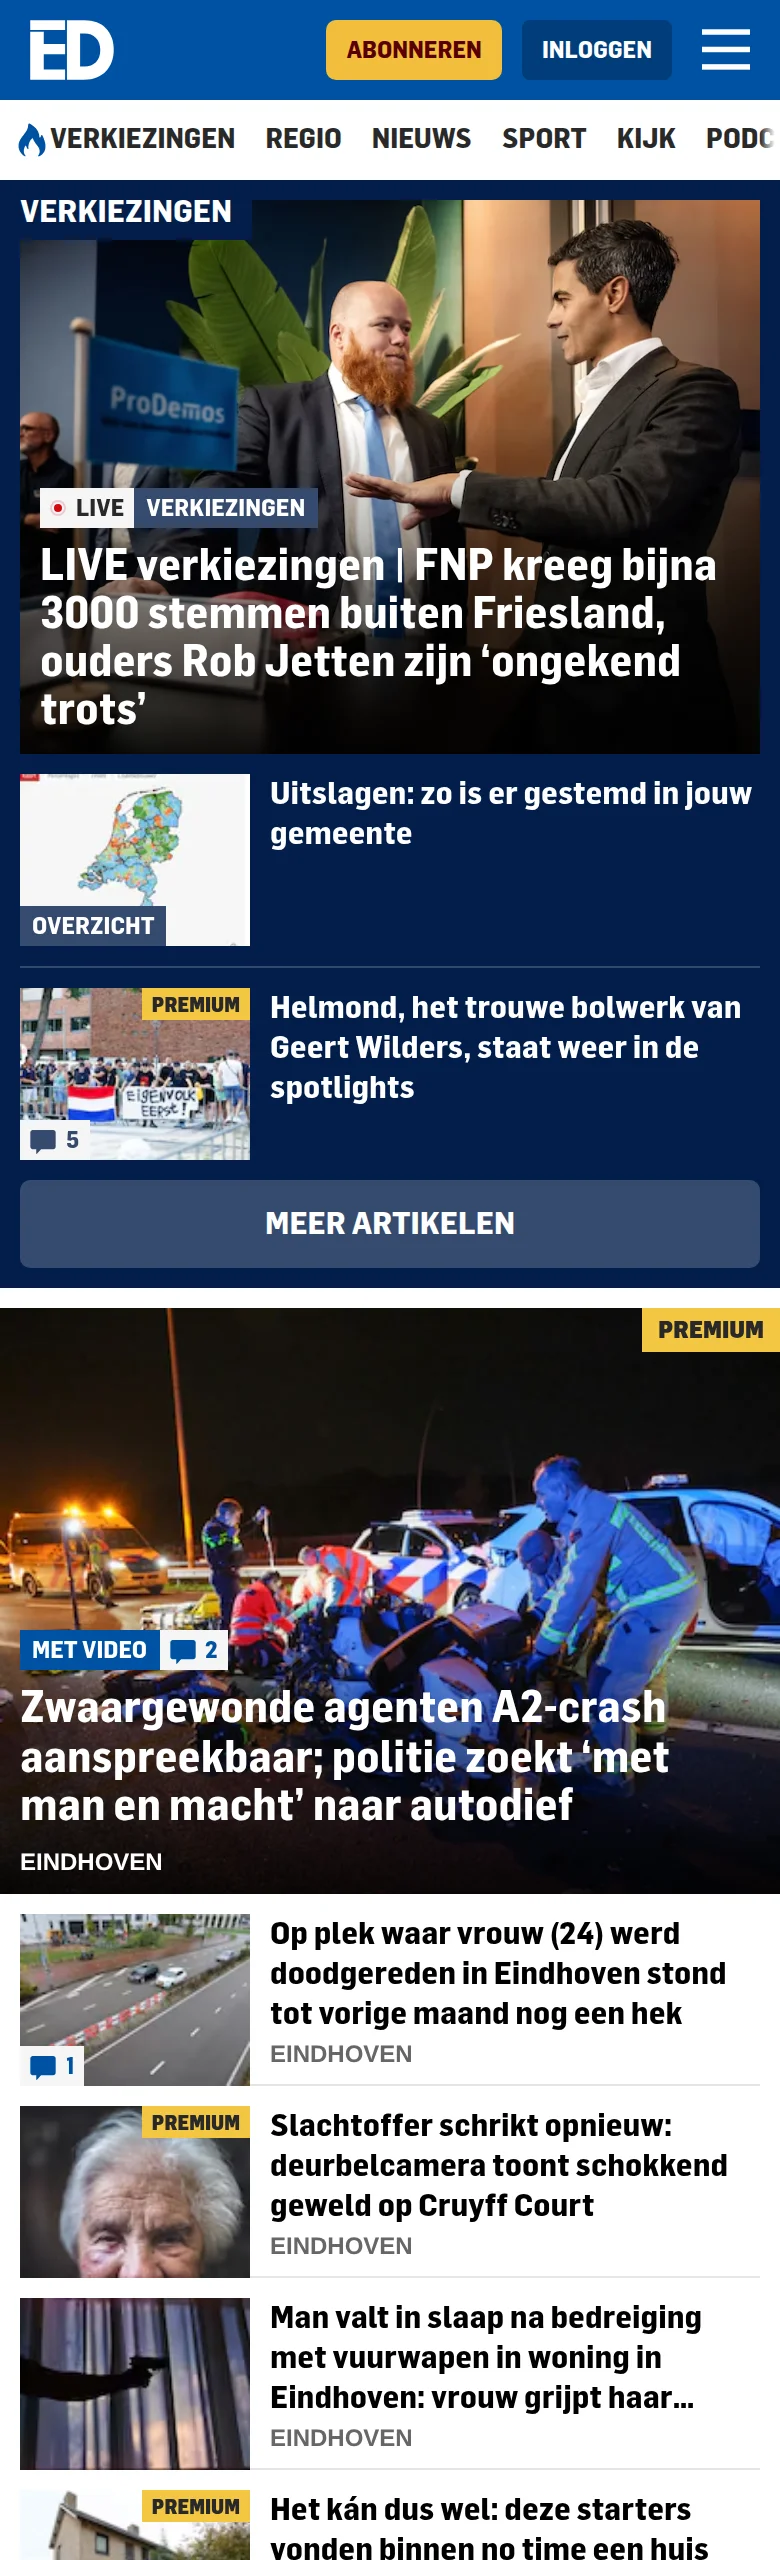 ED
ABONNEREN
INLOGGEN
VERKIEZINGEN
REGIO
NIEUWS
SPORT
KIJK
PODC
VERKIEZINGEN
ProDemos
LIVE
VERKIEZINGEN
LIVE verkiezingen | FNP kreeg bijna
3000 stemmen buiten Friesland,
ouders Rob Jetten zijn ‘ongekend
trots’
OVERZICHT
Uitslagen: zo is er gestemd in jouw
gemeente
PREMIUM
EIGEN VOLK
EERST!
5
Helmond, het trouwe bolwerk van
Geert Wilders, staat weer in de
spotlights
MEER ARTIKELEN
PREMIUM
MET VIDEO
2
Zwaargewonde agenten A2-crash
aanspreekbaar; politie zoekt ‘met
man en macht’ naar autodief
EINDHOVEN
1
Op plek waar vrouw (24) werd
doodgereden in Eindhoven stond
tot vorige maand nog een hek
EINDHOVEN
PREMIUM
Slachtoffer schrikt opnieuw:
deurbelcamera toont schokkend
geweld op Cruyff Court
EINDHOVEN
Man valt in slaap na bedreiging
met vuurwapen in woning in
Eindhoven: vrouw grijpt haar...
EINDHOVEN
PREMIUM
Het kán dus wel: deze starters
vonden binnen no time een huis